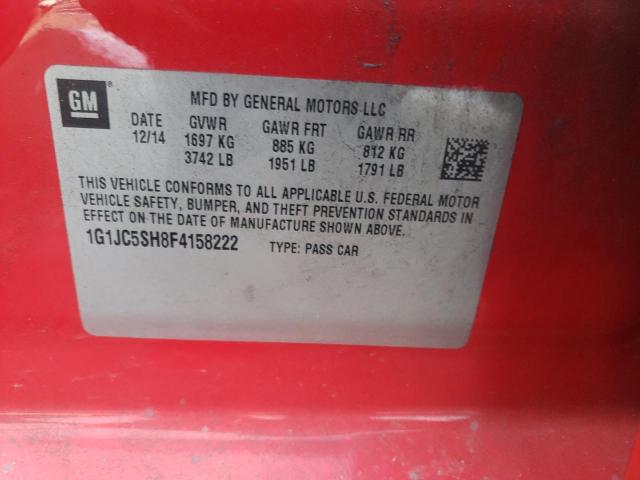 GM ®
MFD BY GENERAL MOTORS LLC
DATE GVWR GAWR FRT GAWR RR
12/14 1697 KG 885 KG 812 KG
3742 LB 1951 LB 1791 LB
THIS VEHICLE CONFORMS TO ALL APPLICABLE U.S. FEDERAL MOTOR
VEHICLE SAFETY, BUMPER, AND THEFT PREVENTION STANDARDS IN
EFFECT ON THE DATE OF MANUFACTURE SHOWN ABOVE.
1G1JC5SH8F4158222 TYPE: PASS CAR